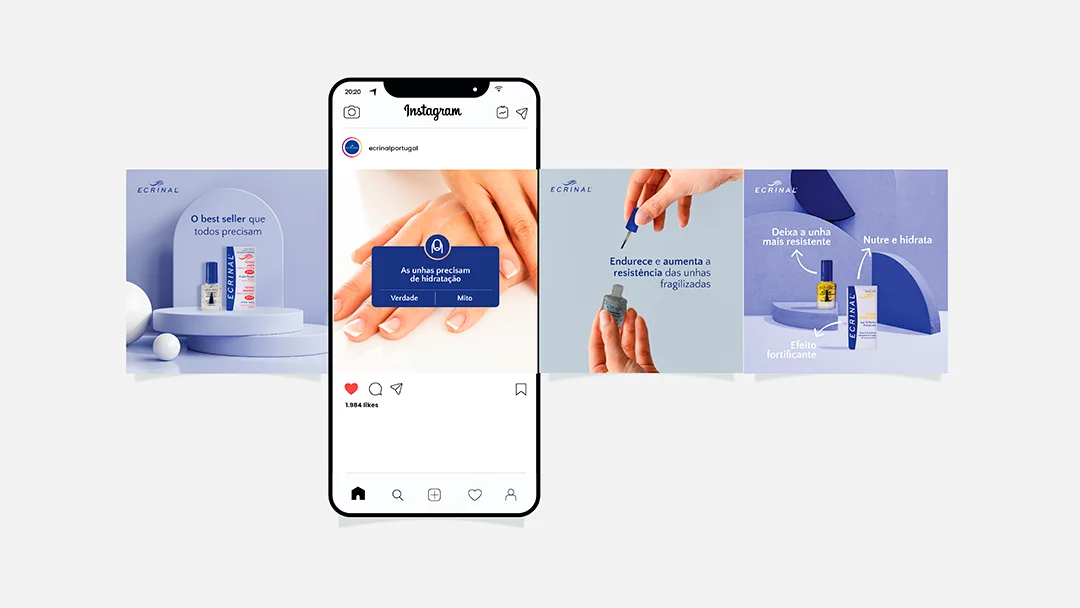 20:20
Instagram
ecrinalportugal
ECRINAL
O best seller que
todos precisam
ECRINAL
As unhas precisam
de hidratação
Verdade
Mito
1.984 likes
ECRINAL
Endurece e aumenta a
resistência das unhas
fragilizadas
ECRINAL
Deixa a unha
mais resistente
Nutre e hidrata
ECRINAL
Efeito
fortificante